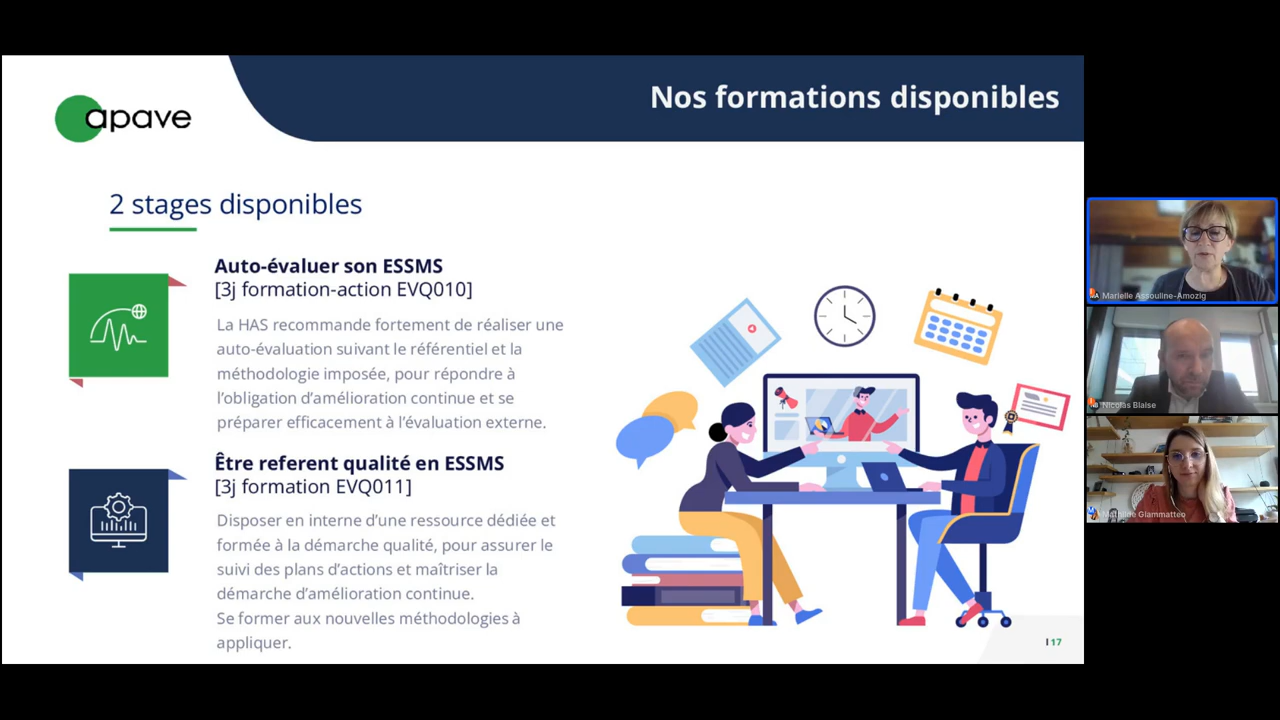 apave
Nos formations disponibles
2 stages disponibles
Auto-évaluer son ESSMS
[3j formation-action EVQ010]
La HAS recommande fortement de réaliser une
auto-évaluation suivant le référentiel et la
méthodologie imposée, pour répondre à
l’obligation d’amélioration continue et se
préparer efficacement à l’évaluation externe.
Être referent qualité en ESSMS
[3j formation EVQ011]
Disposer en interne d’une ressource dédiée et
formée à la démarche qualité, pour assurer le
suivi des plans d’actions et maîtriser la
démarche d’amélioration continue.
Se former aux nouvelles méthodologies à
appliquer.
I 17
Marielle Assouline-Amozig
Nicolas Blaise
Mathilde Giammatteo